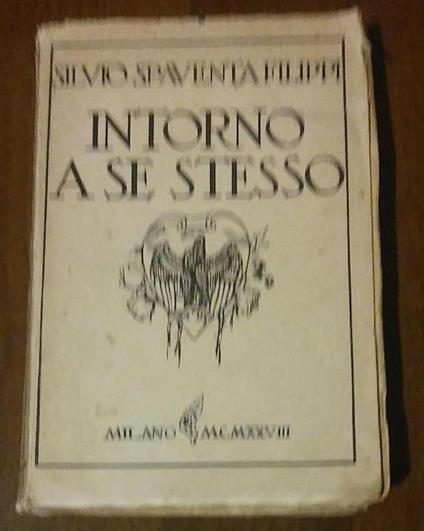 SILVIO SPAVENTA FILIPPI
INTORNO
A SE STESSO
MILANO MCMXXVIII